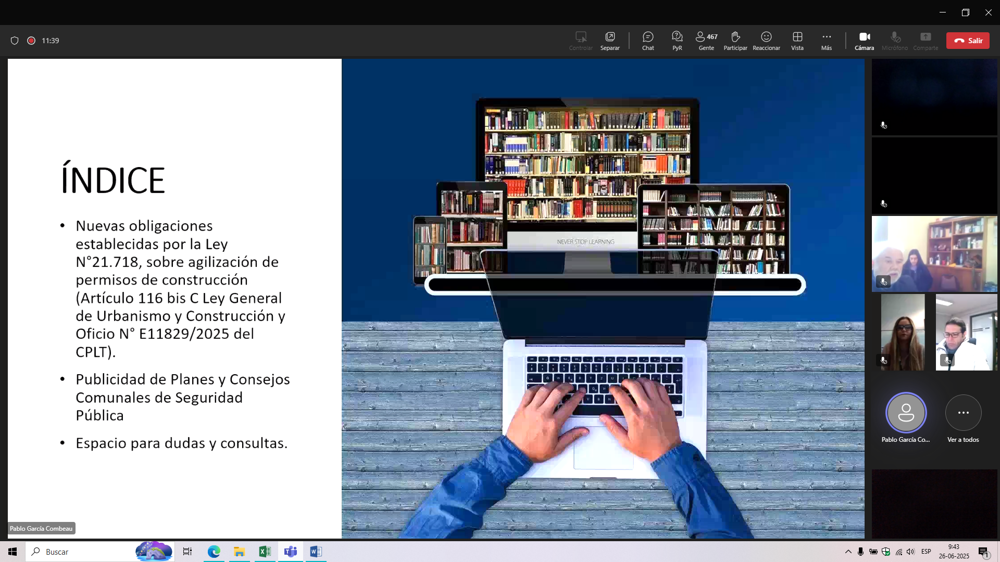 11:39
Controlar
Separar
Chat
PyR
467
Gente
Participar
Reaccionar
Vista
Más
Cámara
Micrófono
Comparte
Salir
ÍNDICE
• Nuevas obligaciones
establecidas por la Ley
N°21.718, sobre agilización de
permisos de construcción
(Artículo 116 bis C Ley General
de Urbanismo y Construcción y
Oficio N° E11829/2025 del
CPLT).
• Publicidad de Planes y Consejos
Comunales de Seguridad
Pública
• Espacio para dudas y consultas.
NEVER STOP LEARNING
Pablo García Co...
Ver a todos
Pablo García Combeau
Buscar
ESP
9:43
26-06-2025
1